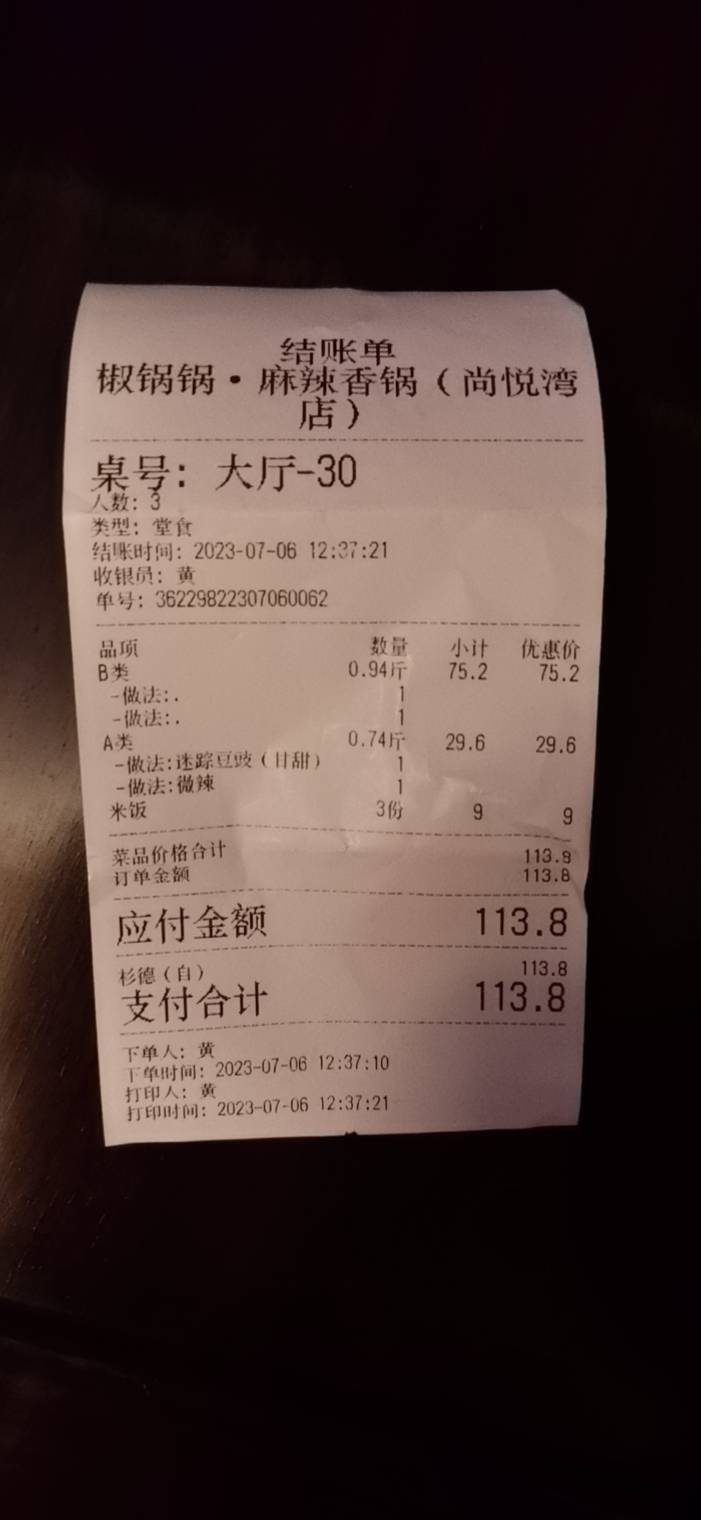 结账单
椒锅锅·麻辣香锅(尚悦湾
店)
桌号: 大厅-30
人数: 3
类型: 堂食
结账时间: 2023-07-06 12:37:21
收银员: 黄
单号: 36229822307060062
品项 数量 小计 优惠价
B类 0.94斤 75.2 75.2
-做法:. 1
-做法:. 1
A类 0.74斤 29.6 29.6
-做法:迷踪豆豉(甘甜) 1
-做法:微辣 1
米饭 3份 9 9
菜品价格合计 113.8
订单金额 113.8
应付金额 113.8
杉德(自) 113.8
支付合计 113.8
下单人: 黄
下单时间: 2023-07-06 12:37:10
打印人: 黄
打印时间: 2023-07-06 12:37:21